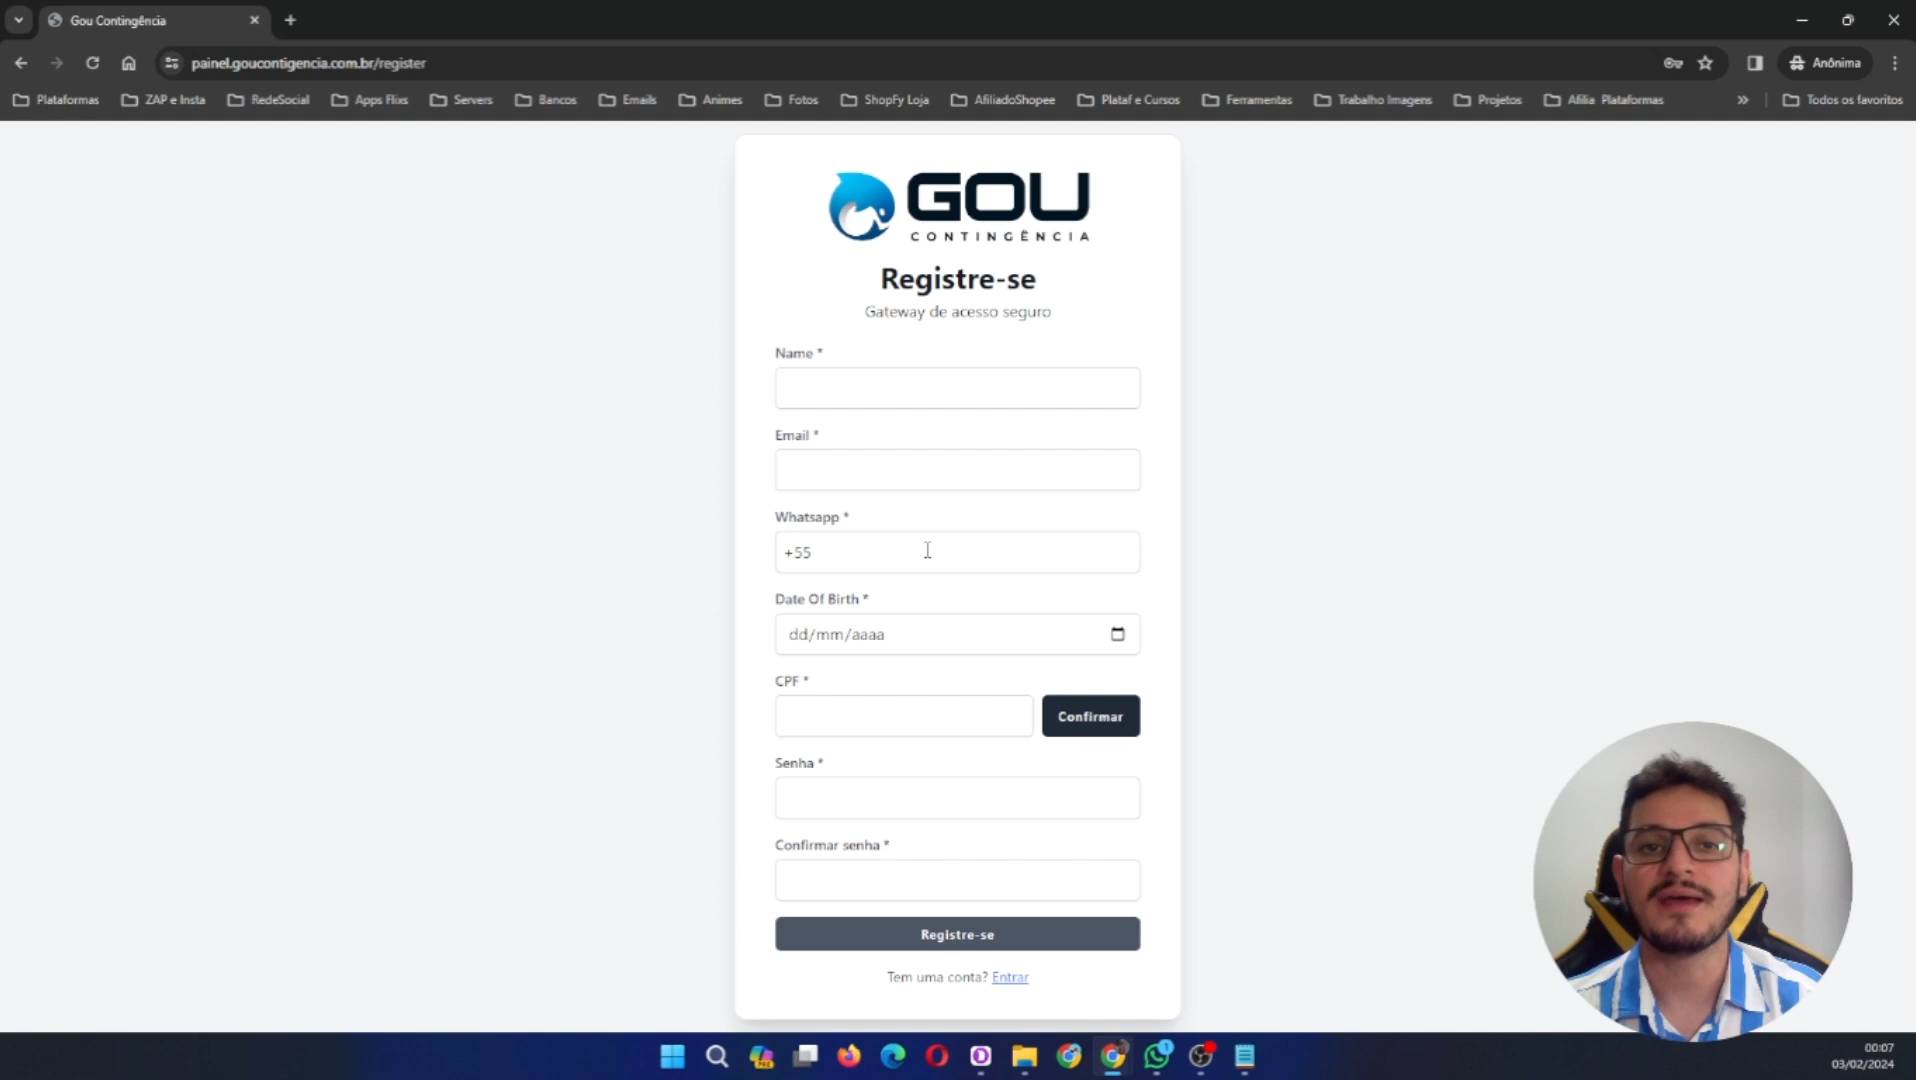 Gou Contingência
painel.goucontigencia.com.br/register
Anônima
Plataformas
ZAP e Insta
RedeSocial
Apps Flixs
Servers
Bancos
Emails
Animes
Fotos
ShopFy Loja
AfiliadoShopee
Plataf e Cursos
Ferramentas
Trabalho Imagens
Projetos
Afilia Plataformas
»
Todos os favoritos
GOU
CONTINGÊNCIA
Registre-se
Gateway de acesso seguro
Name *
Email *
Whatsapp *
+55
Date Of Birth *
dd/mm/aaaa
CPF *
Confirmar
Senha *
Confirmar senha *
Registre-se
Tem uma conta? Entrar
PRE
1
00:07
03/02/2024